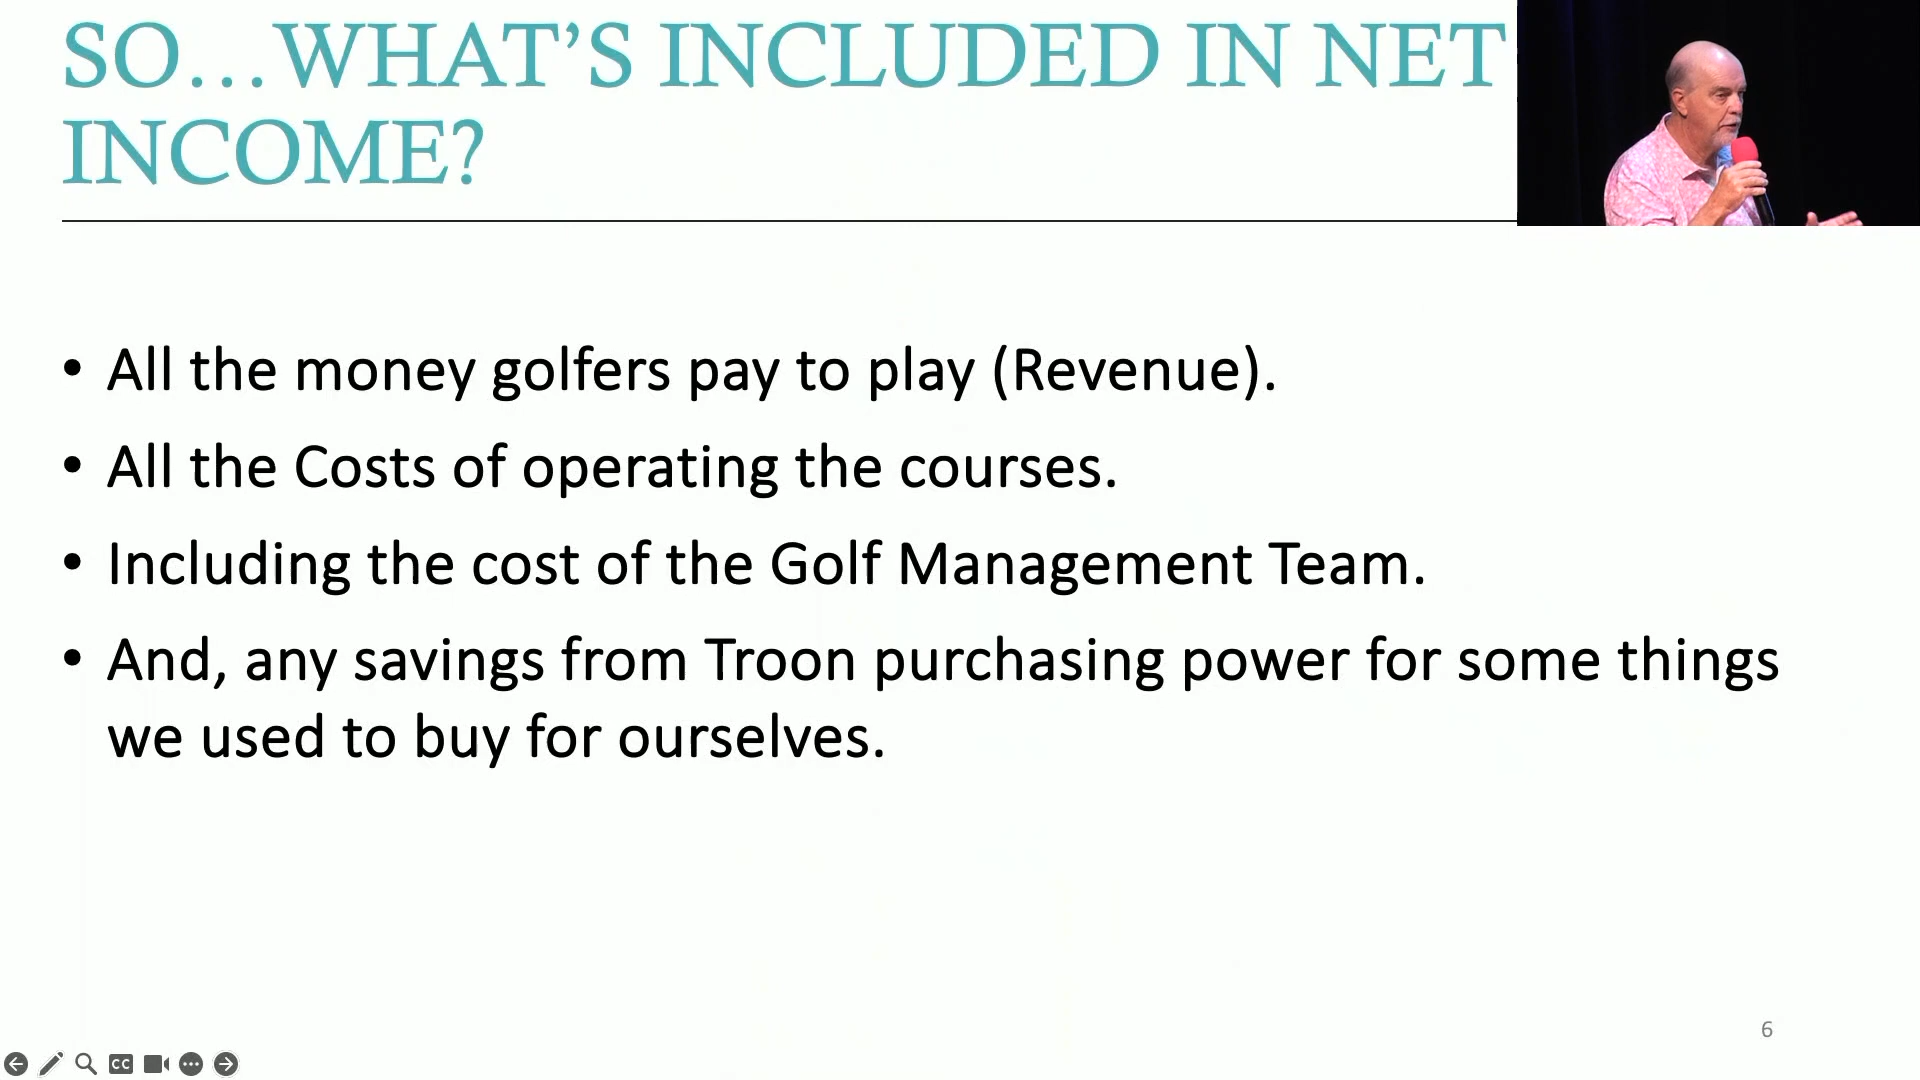 SO...WHAT'S INCLUDED IN NET
INCOME?
• All the money golfers pay to play (Revenue).
• All the Costs of operating the courses.
• Including the cost of the Golf Management Team.
• And, any savings from Troon purchasing power for some things
we used to buy for ourselves.
6
CC